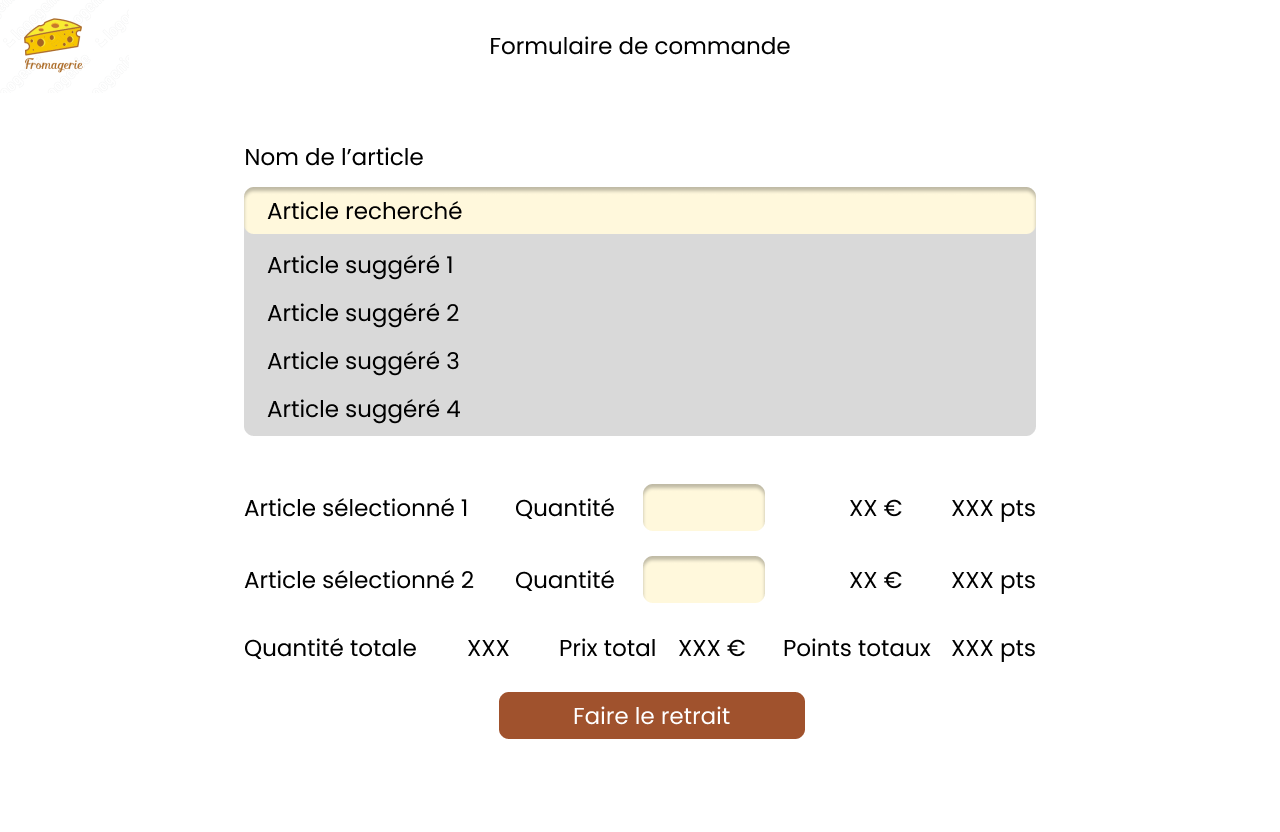 Fromagerie
Formulaire de commande
Nom de l’article
Article recherché
Article suggéré 1
Article suggéré 2
Article suggéré 3
Article suggéré 4
Article sélectionné 1 Quantité XX € XXX pts
Article sélectionné 2 Quantité XX € XXX pts
Quantité totale XXX Prix total XXX € Points totaux XXX pts
Faire le retrait